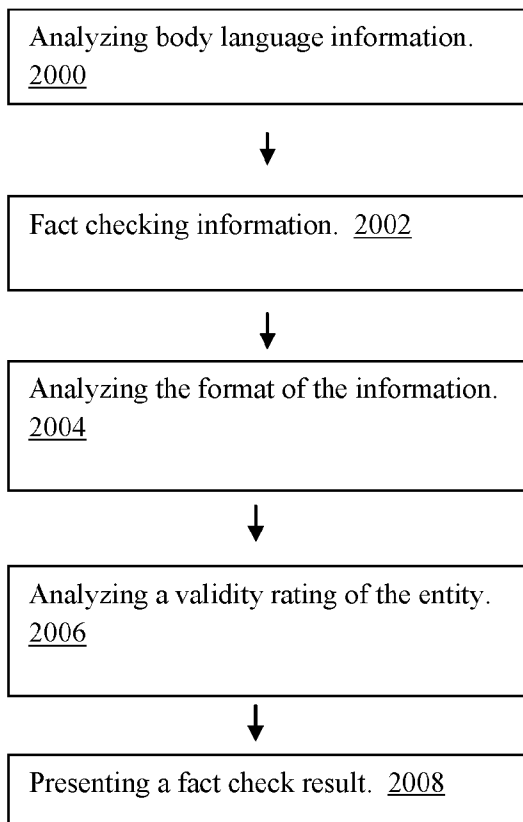 Analyzing body language information.
2000
Fact checking information. 2002
Analyzing the format of the information.
2004
Analyzing a validity rating of the entity.
2006
Presenting a fact check result. 2008